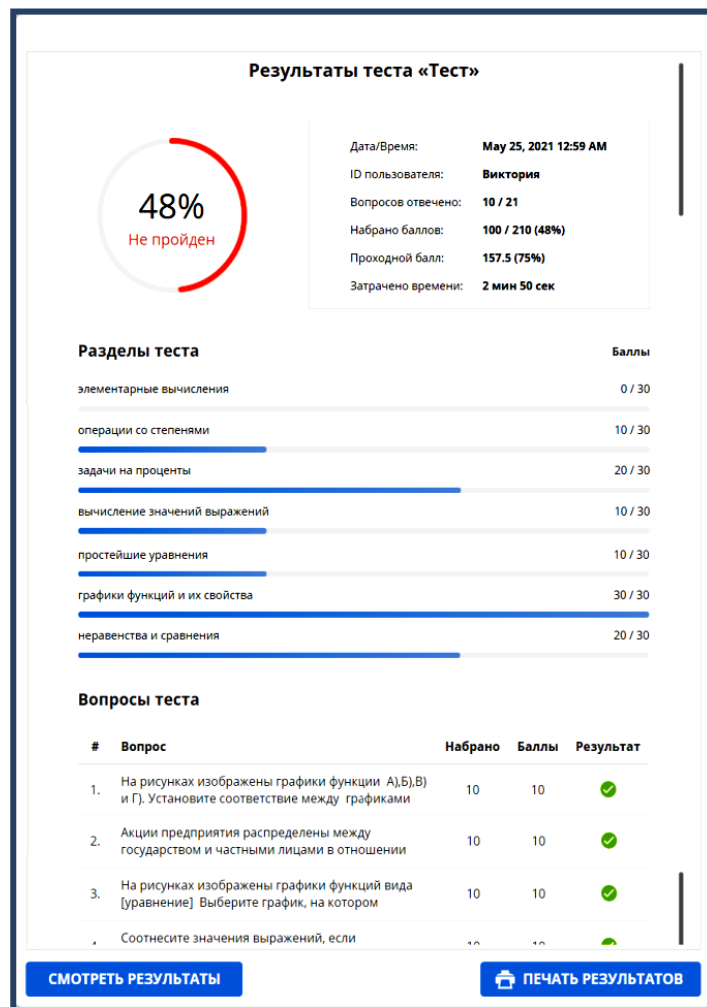 Результаты теста «Тест»
48%
Не пройден
Дата/Время: May 25, 2021 12:59 AM
ID пользователя: Виктория
Вопросов отвечено: 10 / 21
Набрано баллов: 100 / 210 (48%)
Проходной балл: 157.5 (75%)
Затрачено времени: 2 мин 50 сек
Разделы теста Баллы
элементарные вычисления 0 / 30
операции со степенями 10 / 30
задачи на проценты 20 / 30
вычисление значений выражений 10 / 30
простейшие уравнения 10 / 30
графики функций и их свойства 30 / 30
неравенства и сравнения 20 / 30
Вопросы теста
# Вопрос Набрано Баллы Результат
1. На рисунках изображены графики функции А),Б),В) 10 10
и Г). Установите соответствие между графиками
2. Акции предприятия распределены между 10 10
государством и частными лицами в отношении
3. На рисунках изображены графики функций вида 10 10
[уравнение] Выберите график, на котором
4. Соотнесите значения выражений, если 10 10
СМОТРЕТЬ РЕЗУЛЬТАТЫ ПЕЧАТЬ РЕЗУЛЬТАТОВ